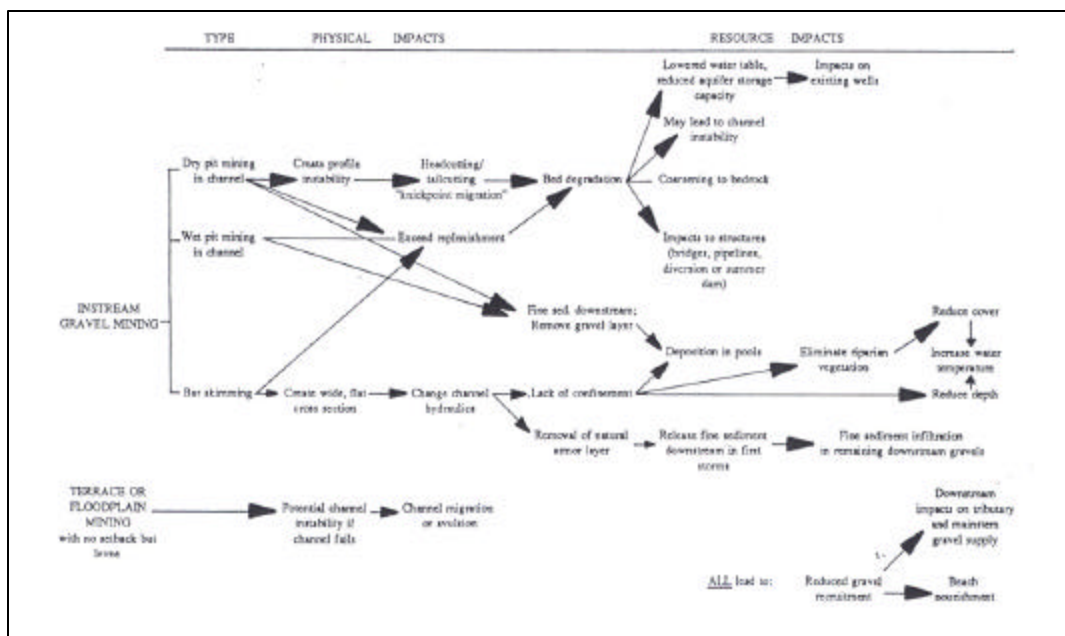 TYPE PHYSICAL IMPACTS RESOURCE IMPACTS
Lowered water table,
reduced aquifer storage
capacity
Impacts on
existing wells
May lead to channel
instability
Dry pit mining
in channel
Create profile
instability
Headcutting/
tailcutting
"knickpoint migration"
Bed degradation
Coarsening to bedrock
Wet pit mining
in channel
Exceed replenishment
Impacts to structures
(bridges, pipelines,
diversion or summer
dam)
INSTREAM
GRAVEL MINING
Fine sed. downstream;
Remove gravel layer
Reduce cover
Deposition in pools
Eliminate riparian
vegetation
Increase water
temperature
Bar skimming
Create wide, flat
cross section
Change channel
hydraulics
Lack of confinement
Reduce depth
Removal of natural
armor layer
Release fine sediment
downstream in first
storms
Fine sediment infiltration
in remaining downstream gravels
TERRACE OR
FLOODPLAIN
MINING
with no setback but
levee
Potential channel
instability if
channel fails
Channel migration
or avulsion
Downstream
impacts on tributary
and mainstem
gravel supply
ALL lead to:
Reduced gravel
recruitment
Beach
nourishment